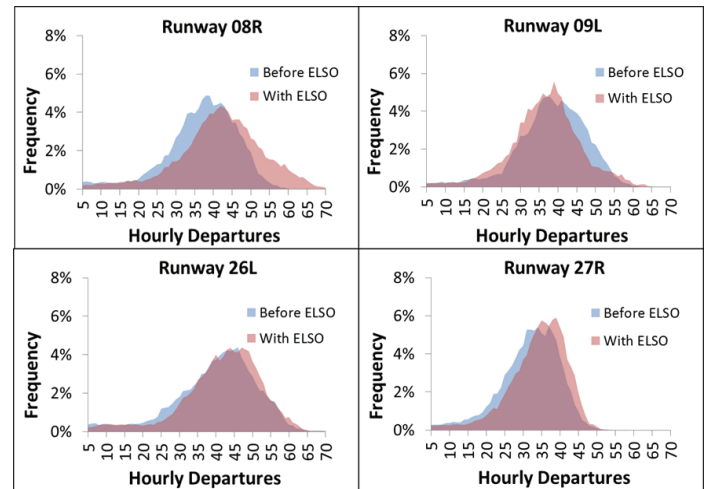 Runway 08R
8%
6%
4%
2%
0%
Frequency
Before ELSO
With ELSO
5 10 15 20 25 30 35 40 45 50 55 60 65 70
Hourly Departures
Runway 09L
8%
6%
4%
2%
0%
Frequency
Before ELSO
With ELSO
5 10 15 20 25 30 35 40 45 50 55 60 65 70
Hourly Departures
Runway 26L
8%
6%
4%
2%
0%
Frequency
Before ELSO
With ELSO
5 10 15 20 25 30 35 40 45 50 55 60 65 70
Hourly Departures
Runway 27R
8%
6%
4%
2%
0%
Frequency
Before ELSO
With ELSO
5 10 15 20 25 30 35 40 45 50 55 60 65 70
Hourly Departures